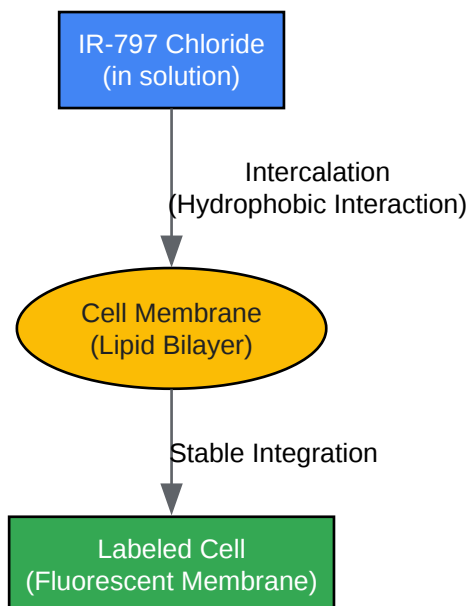 IR-797 Chloride
(in solution)
Intercalation
(Hydrophobic Interaction)
Cell Membrane
(Lipid Bilayer)
Stable Integration
Labeled Cell
(Fluorescent Membrane)